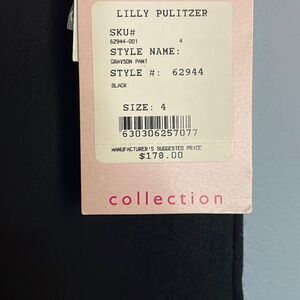 LILLY PULITZER
SKU#
62944-001 4
STYLE NAME:
GRAYSON PANT
STYLE #: 62944
BLACK
SIZE: 4
630306257077
MANUFACTURER'S SUGGESTED PRICE
$178.00
collection